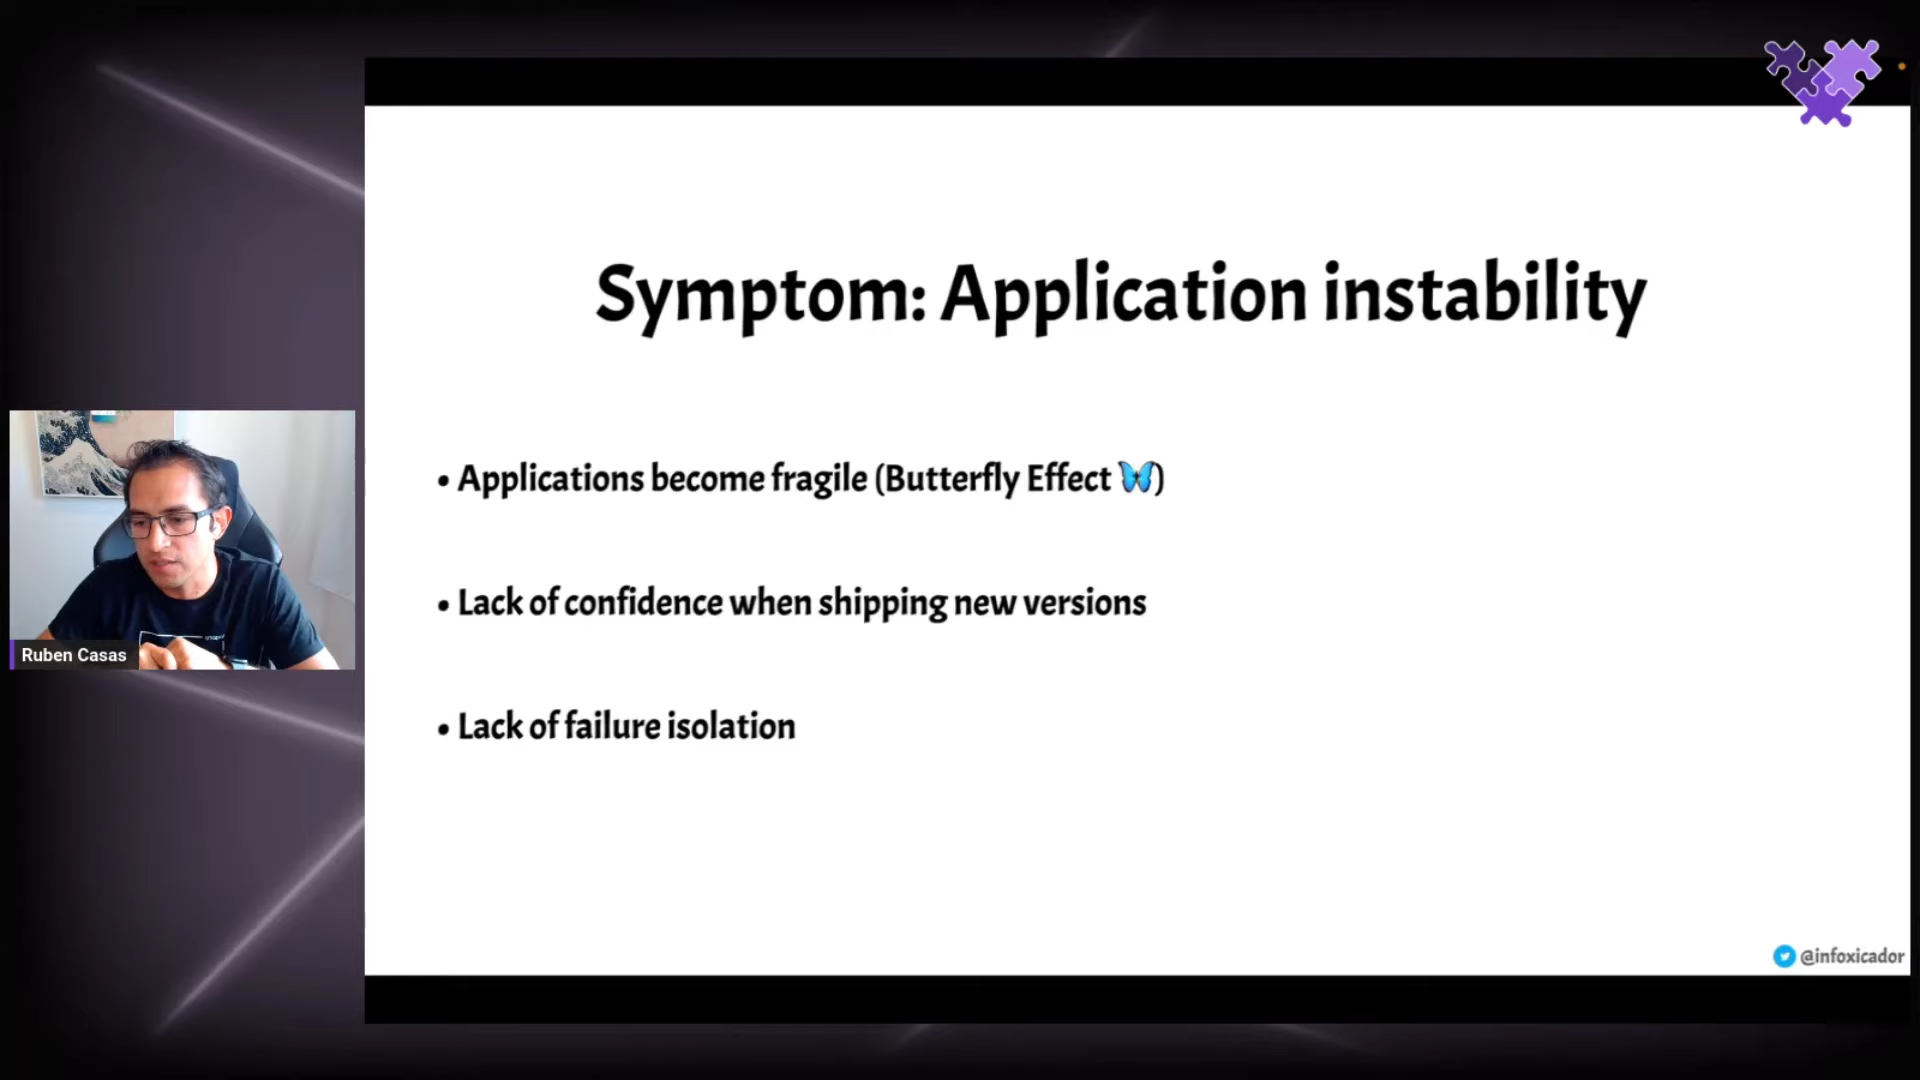 Symptom: Application instability
• Applications become fragile (Butterfly Effect 🦋)
• Lack of confidence when shipping new versions
• Lack of failure isolation
Ruben Casas
@infoxicador